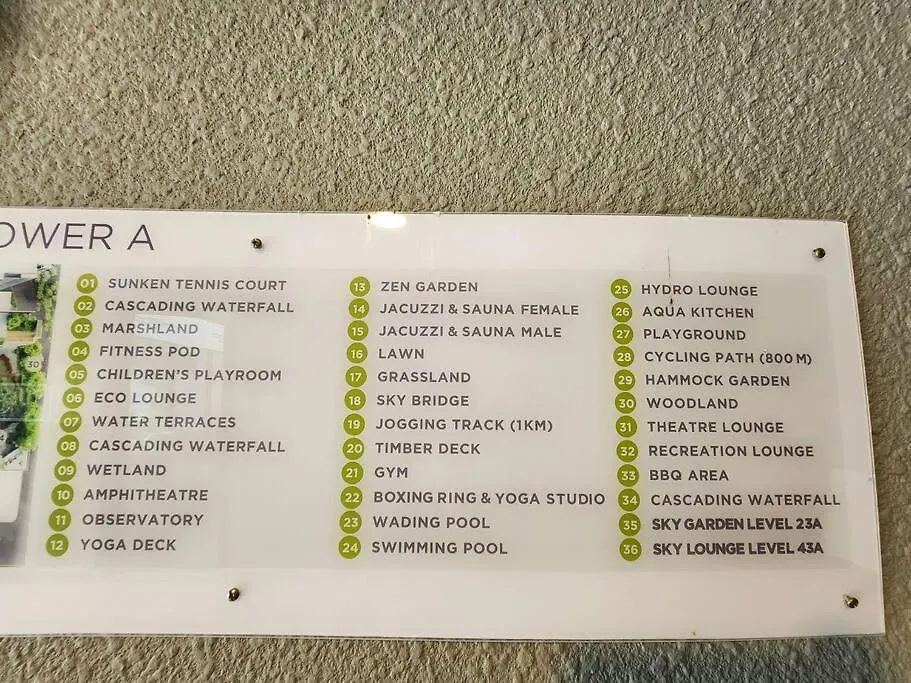 OWER A
01 SUNKEN TENNIS COURT
02 CASCADING WATERFALL
03 MARSHLAND
04 FITNESS POD
05 CHILDREN'S PLAYROOM
06 ECO LOUNGE
07 WATER TERRACES
08 CASCADING WATERFALL
09 WETLAND
10 AMPHITHEATRE
11 OBSERVATORY
12 YOGA DECK
13 ZEN GARDEN
14 JACUZZI & SAUNA FEMALE
15 JACUZZI & SAUNA MALE
16 LAWN
17 GRASSLAND
18 SKY BRIDGE
19 JOGGING TRACK (1KM)
20 TIMBER DECK
21 GYM
22 BOXING RING & YOGA STUDIO
23 WADING POOL
24 SWIMMING POOL
25 HYDRO LOUNGE
26 AQUA KITCHEN
27 PLAYGROUND
28 CYCLING PATH (800M)
29 HAMMOCK GARDEN
30 WOODLAND
31 THEATRE LOUNGE
32 RECREATION LOUNGE
33 BBQ AREA
34 CASCADING WATERFALL
35 SKY GARDEN LEVEL 23A
36 SKY LOUNGE LEVEL 43A
30